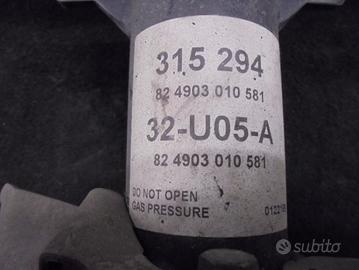 315 294
82 4903 010 581
32-U05-A
82 4903 010 581
DO NOT OPEN
GAS PRESSURE
subito